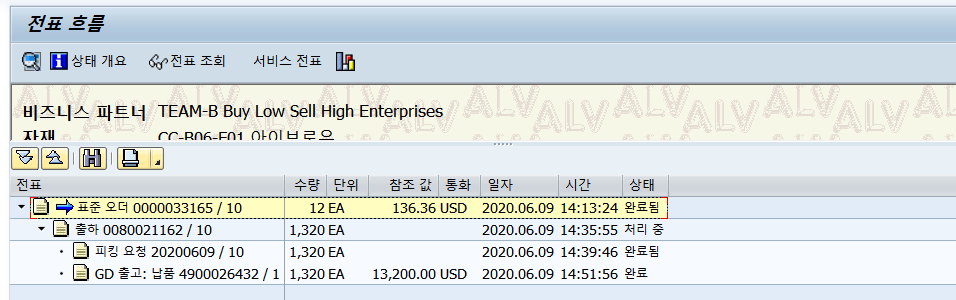 전표 흐름
상태 개요 전표 조회 서비스 전표
비즈니스 파트너 TEAM-B Buy Low Sell High Enterprises
자재 CC-B06-F01 아이브로우
전표 수량 단위 참조 값 통화 일자 시간 상태
표준 오더 0000033165 / 10 12 EA 136.36 USD 2020.06.09 14:13:24 완료됨
출하 0080021162 / 10 1,320 EA 2020.06.09 14:35:55 처리 중
피킹 요청 20200609 / 10 1,320 EA 2020.06.09 14:39:46 완료됨
GD 출고: 납품 4900026432 / 1 1,320 EA 13,200.00 USD 2020.06.09 14:51:56 완료